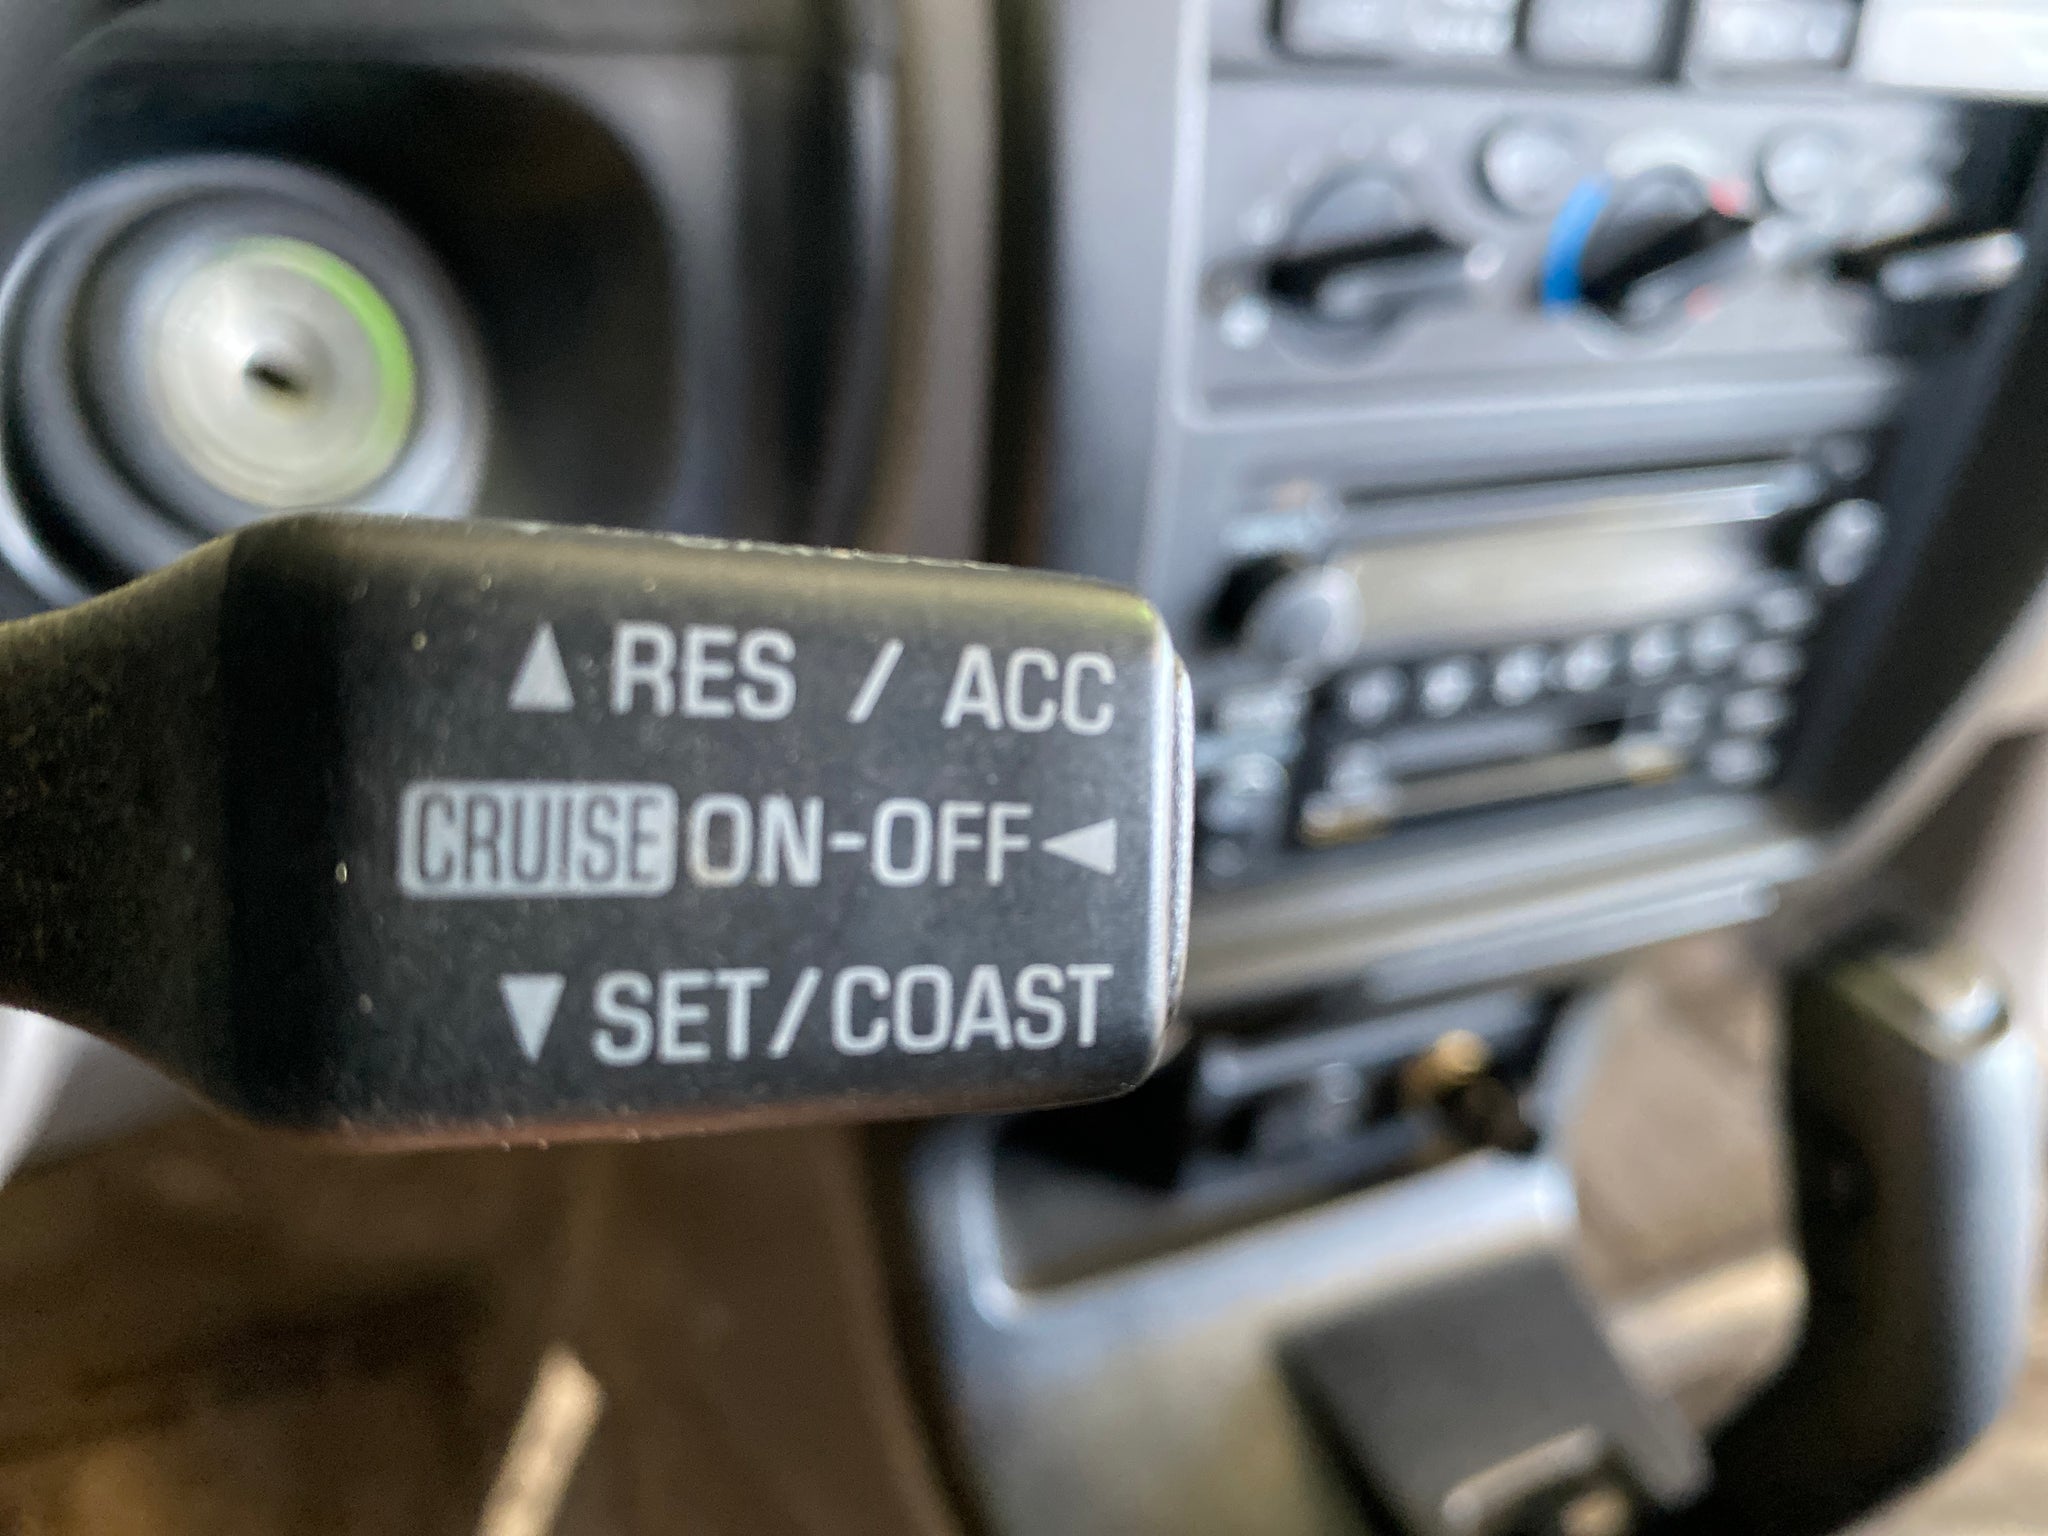 ▲ RES / ACC
CRUISE ON-OFF ◀
▼ SET/COAST